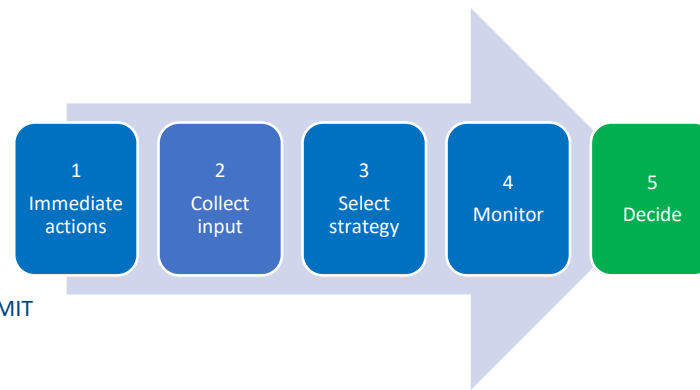 1
Immediate
actions
2
Collect
input
3
Select
strategy
4
Monitor
5
Decide
MIT